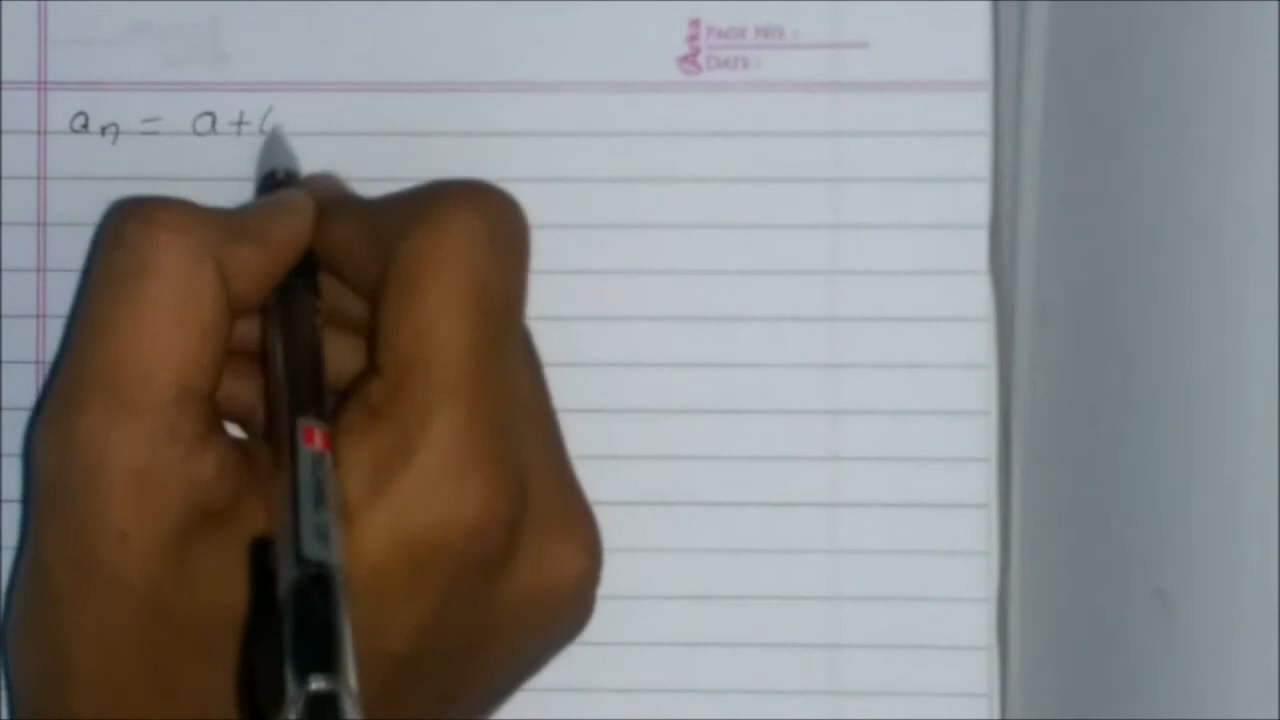 PAGE NO. :
DATE :
aₙ = a + (